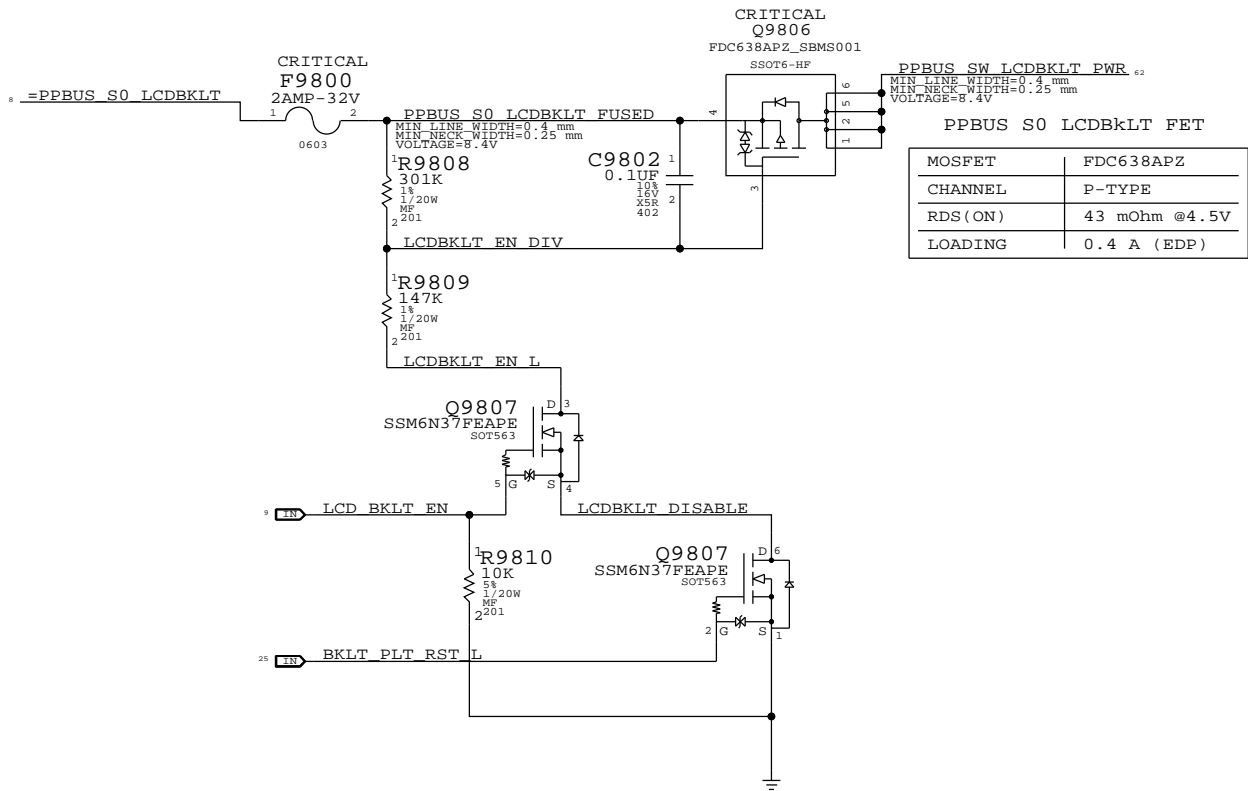 CRITICAL
Q9806
FDC638APZ_SBMS001
SSOT6-HF
CRITICAL
F9800
2AMP-32V
8 =PPBUS_S0_LCDBKLT
1 2
0603
PPBUS_S0_LCDBKLT_FUSED
MIN_LINE_WIDTH=0.4 mm
MIN_NECK_WIDTH=0.25 mm
VOLTAGE=8.4V
4
6
5
2
1
3
PPBUS_SW_LCDBKLT_PWR 62
MIN_LINE_WIDTH=0.4 mm
MIN_NECK_WIDTH=0.25 mm
VOLTAGE=8.4V
PPBUS S0 LCDBkLT FET
MOSFET FDC638APZ
CHANNEL P-TYPE
RDS(ON) 43 mOhm @4.5V
LOADING 0.4 A (EDP)
1
R9808
301K
1%
1/20W
MF
201
2
C9802
0.1UF
10%
16V
X5R
402
1
2
LCDBKLT_EN_DIV
1
R9809
147K
1%
1/20W
MF
201
2
LCDBKLT_EN_L
Q9807
SSM6N37FEAPE
SOT563
D 3
5 G S 4
9 IN LCD_BKLT_EN
LCDBKLT_DISABLE
1
R9810
10K
5%
1/20W
MF
201
2
Q9807
SSM6N37FEAPE
SOT563
D 6
2 G S 1
25 IN BKLT_PLT_RST_L